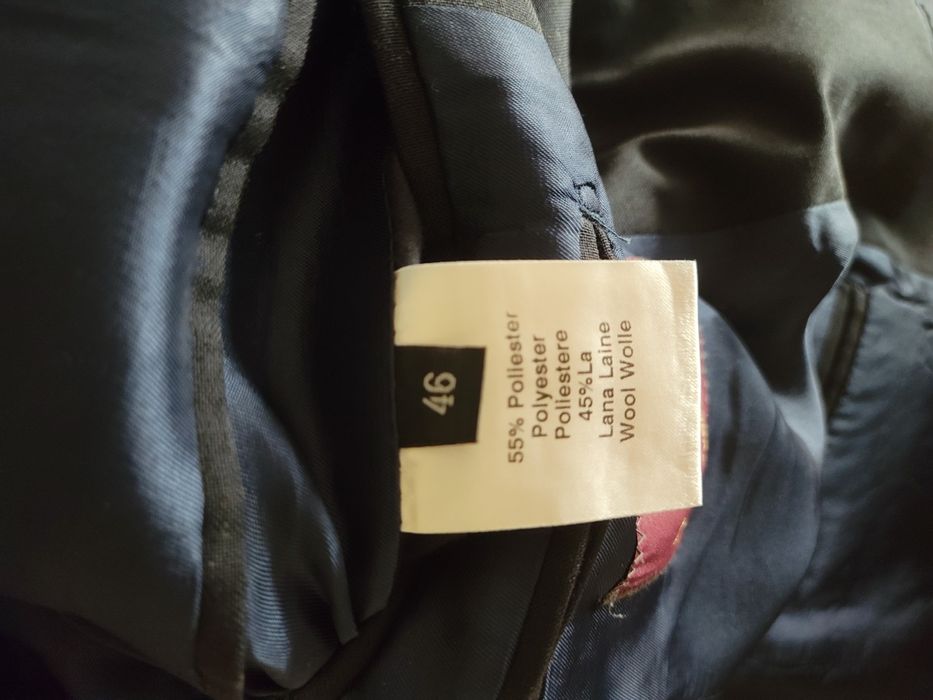 46
55% Poliester
Polyester
Poliestere
45%La
Lana Laine
Wool Wolle